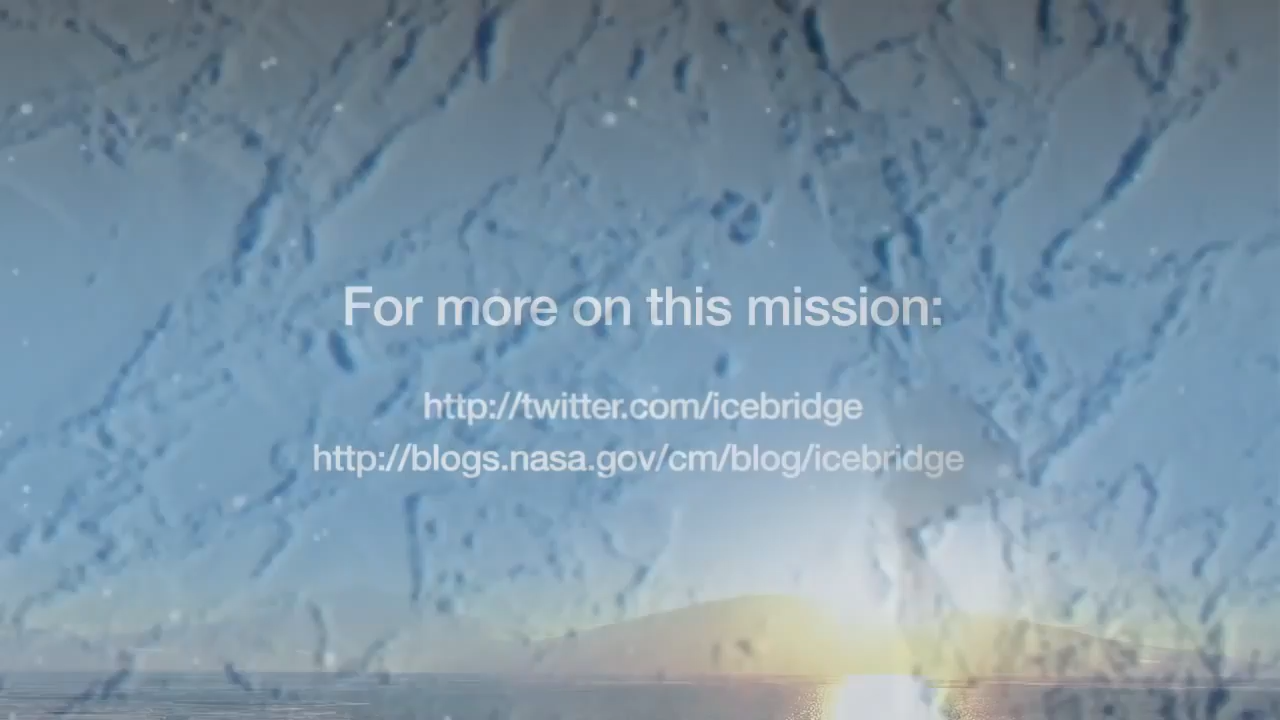 For more on this mission:
http://twitter.com/icebridge
http://blogs.nasa.gov/cm/blog/icebridge